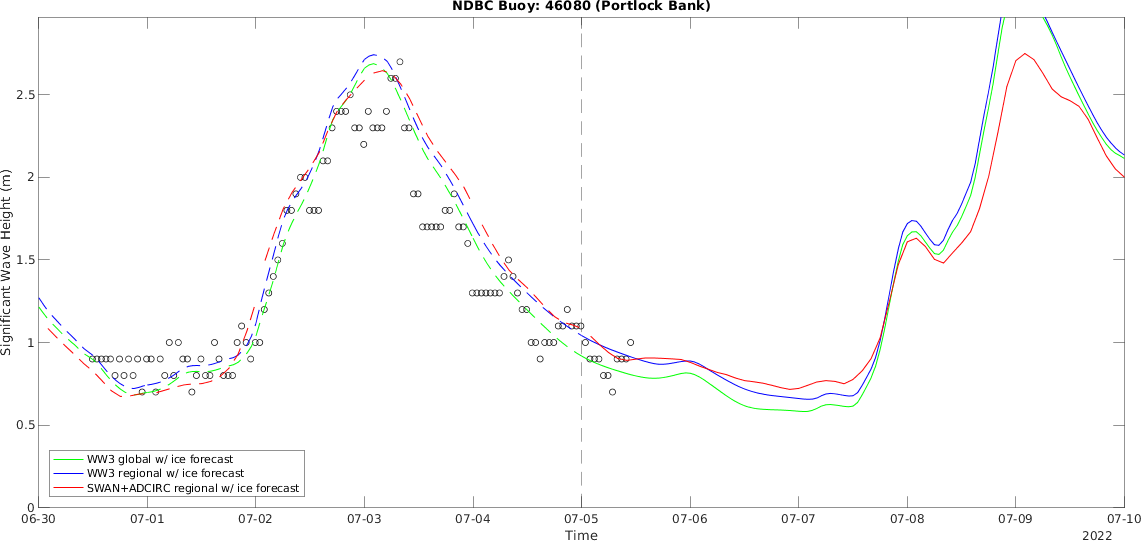 NDBC Buoy: 46080 (Portlock Bank)
Significant Wave Height (m)
2.5
2
1.5
1
0.5
0
WW3 global w/ ice forecast
WW3 regional w/ ice forecast
SWAN+ADCIRC regional w/ ice forecast
06-30 07-01 07-02 07-03 07-04 07-05 07-06 07-07 07-08 07-09 07-10
Time
2022